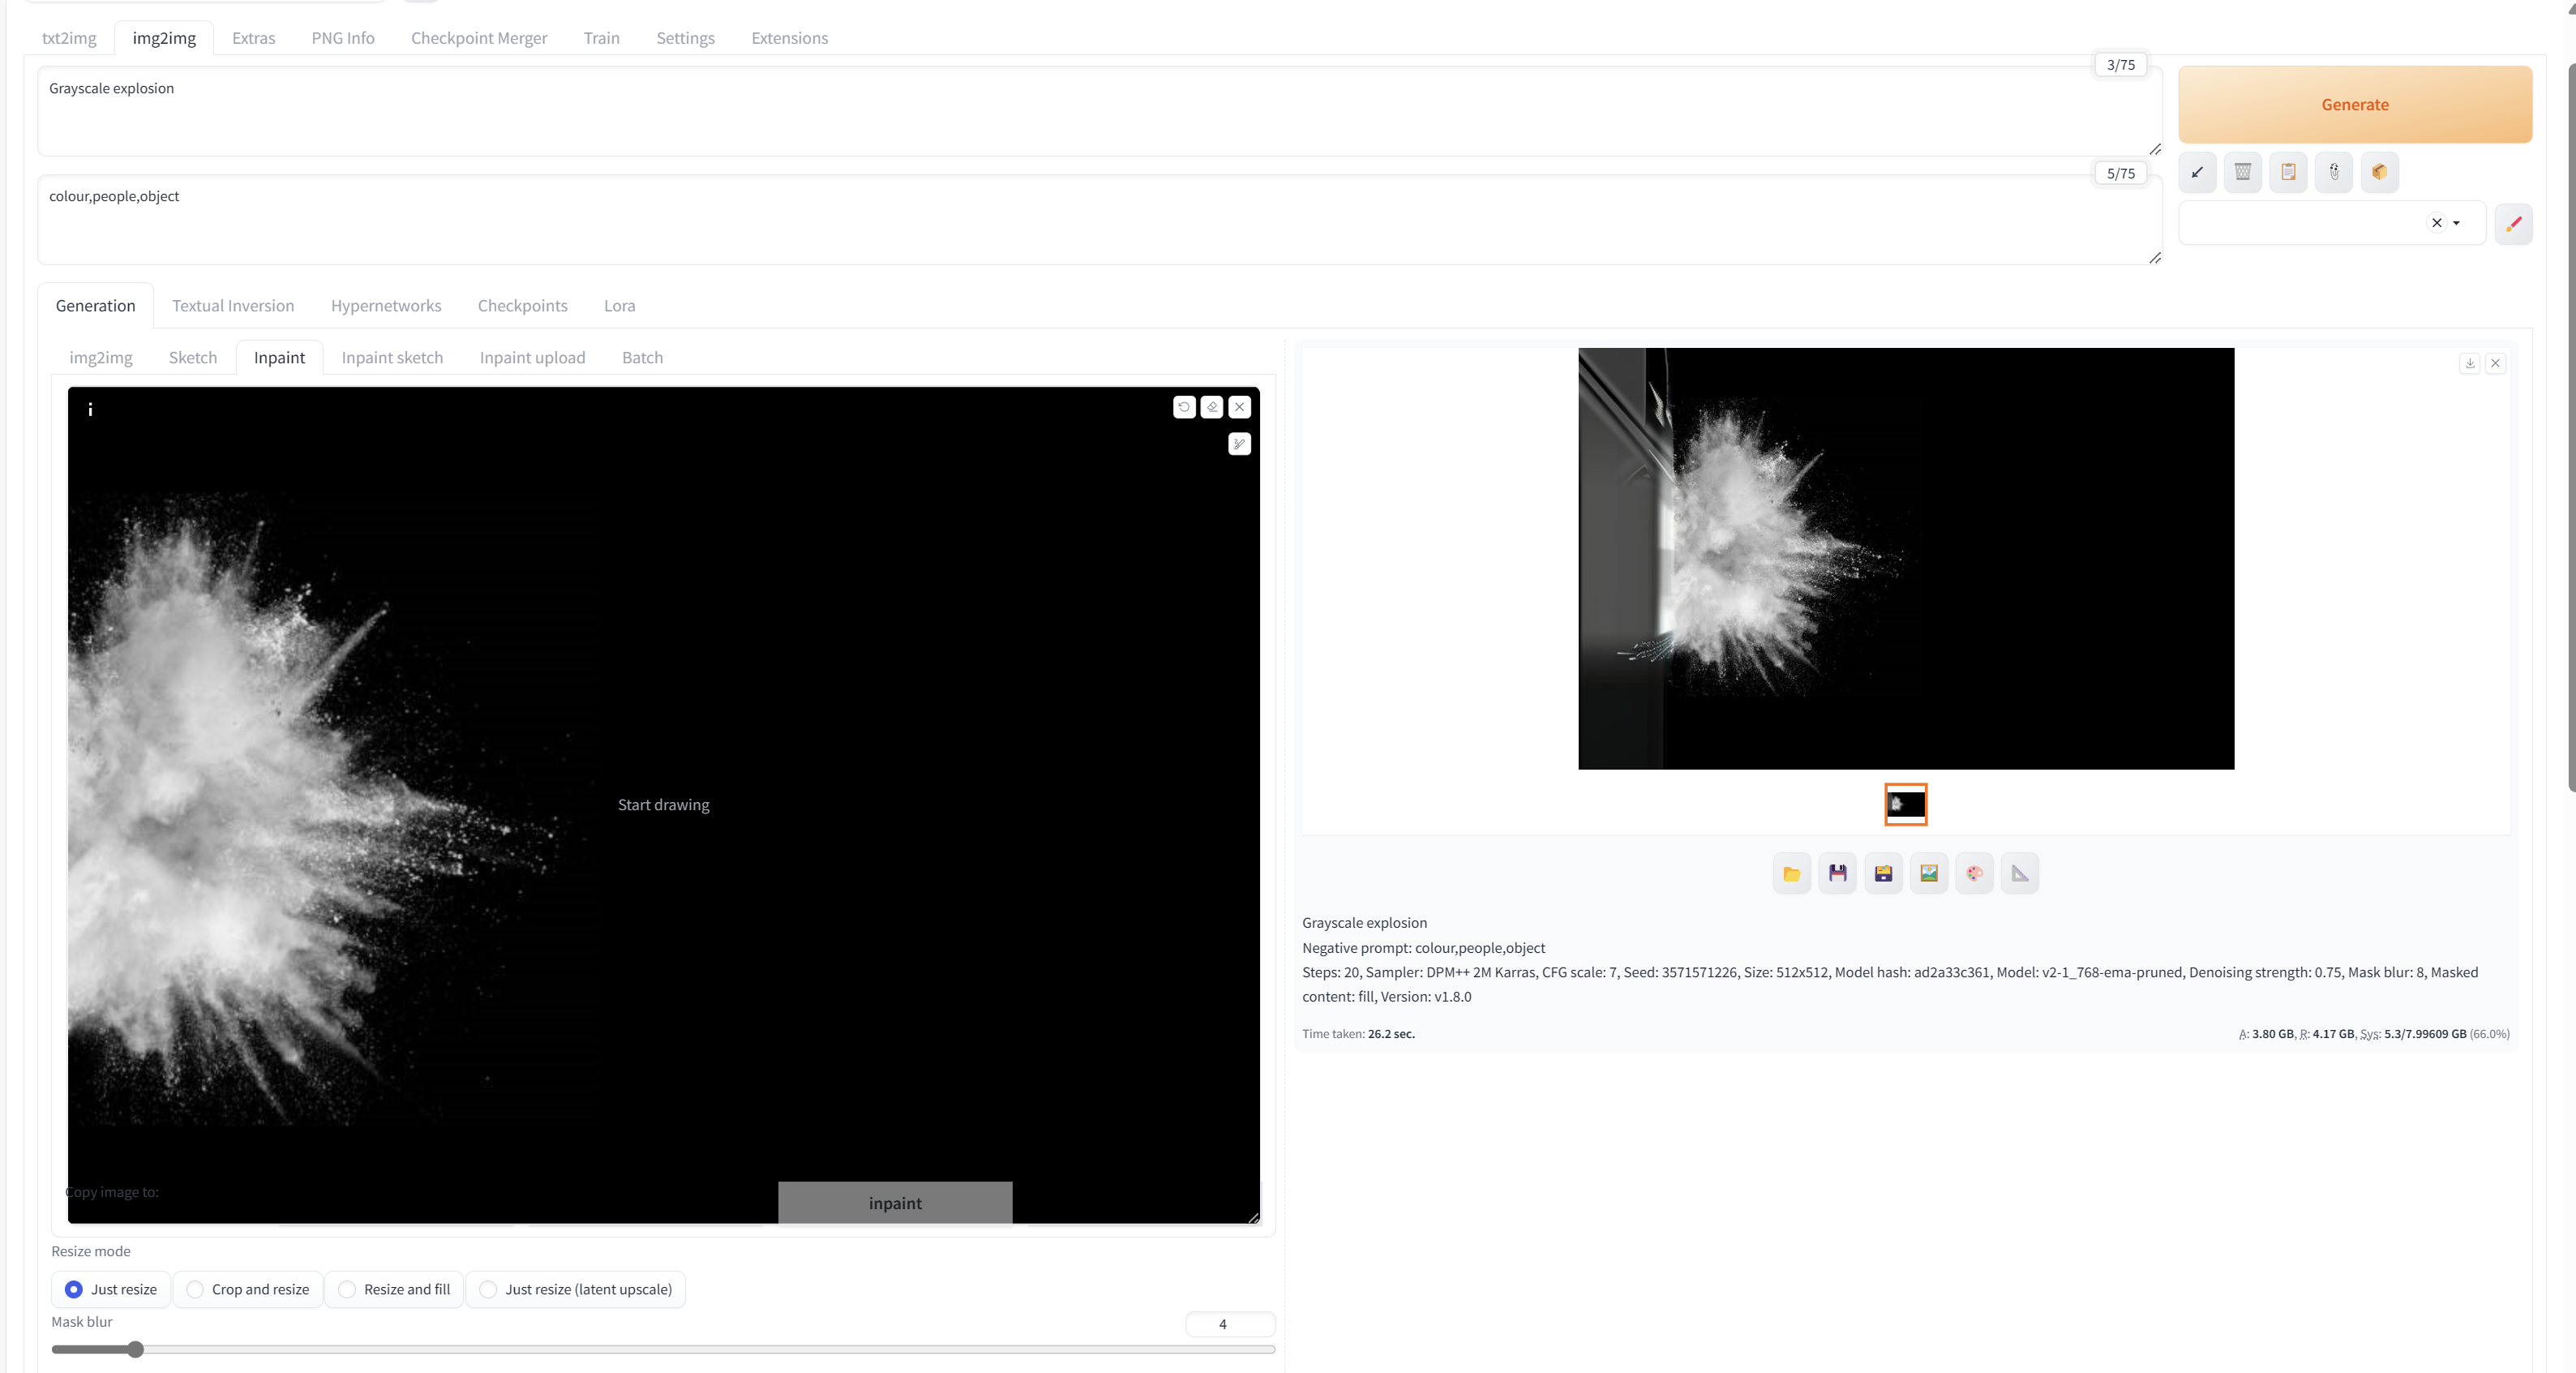 txt2img
img2img
Extras
PNG Info
Checkpoint Merger
Train
Settings
Extensions
3/75
Grayscale explosion
Generate
5/75
colour,people,object
Generation
Textual Inversion
Hypernetworks
Checkpoints
Lora
img2img
Sketch
Inpaint
Inpaint sketch
Inpaint upload
Batch
i
Start drawing
Copy image to:
inpaint
Resize mode
Just resize
Crop and resize
Resize and fill
Just resize (latent upscale)
Mask blur
4
Grayscale explosion
Negative prompt: colour,people,object
Steps: 20, Sampler: DPM++ 2M Karras, CFG scale: 7, Seed: 3571571226, Size: 512x512, Model hash: ad2a33c361, Model: v2-1_768-ema-pruned, Denoising strength: 0.75, Mask blur: 8, Masked
content: fill, Version: v1.8.0
Time taken: 26.2 sec.
A: 3.80 GB, R: 4.17 GB, Sys: 5.3/7.99609 GB (66.0%)